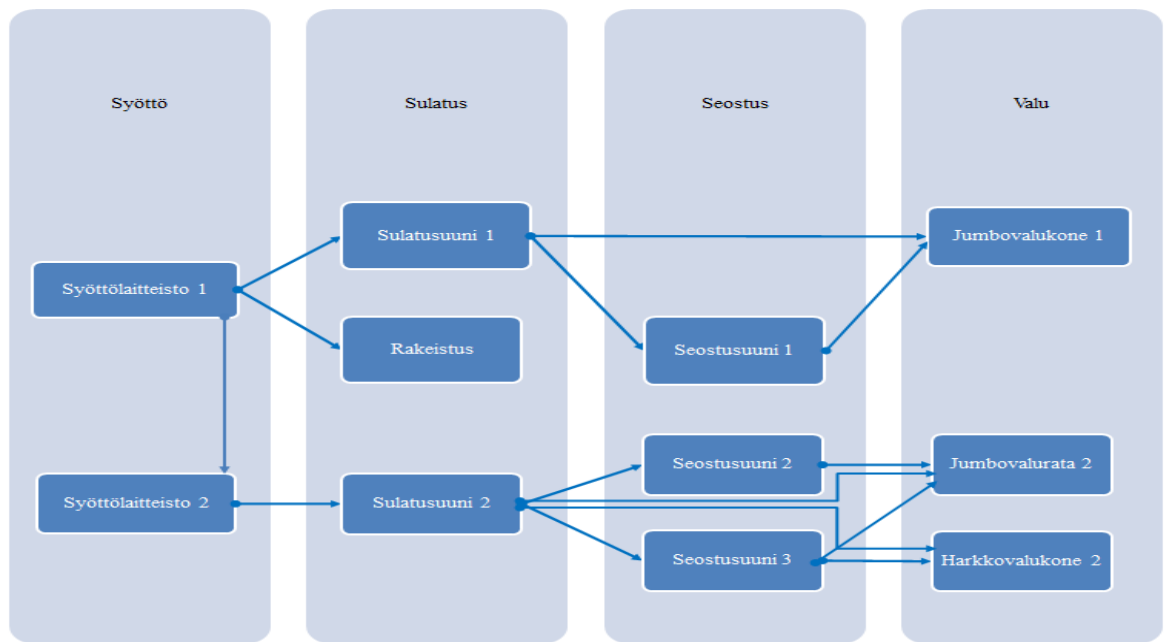 Syöttö
Sulatus
Seostus
Valu
Sulatusuuni 1
Jumbovalukone 1
Syöttölaitteisto 1
Rakeistus
Seostusuuni 1
Seostusuuni 2
Jumbovalurata 2
Syöttölaitteisto 2
Sulatusuuni 2
Seostusuuni 3
Harkkovalukone 2